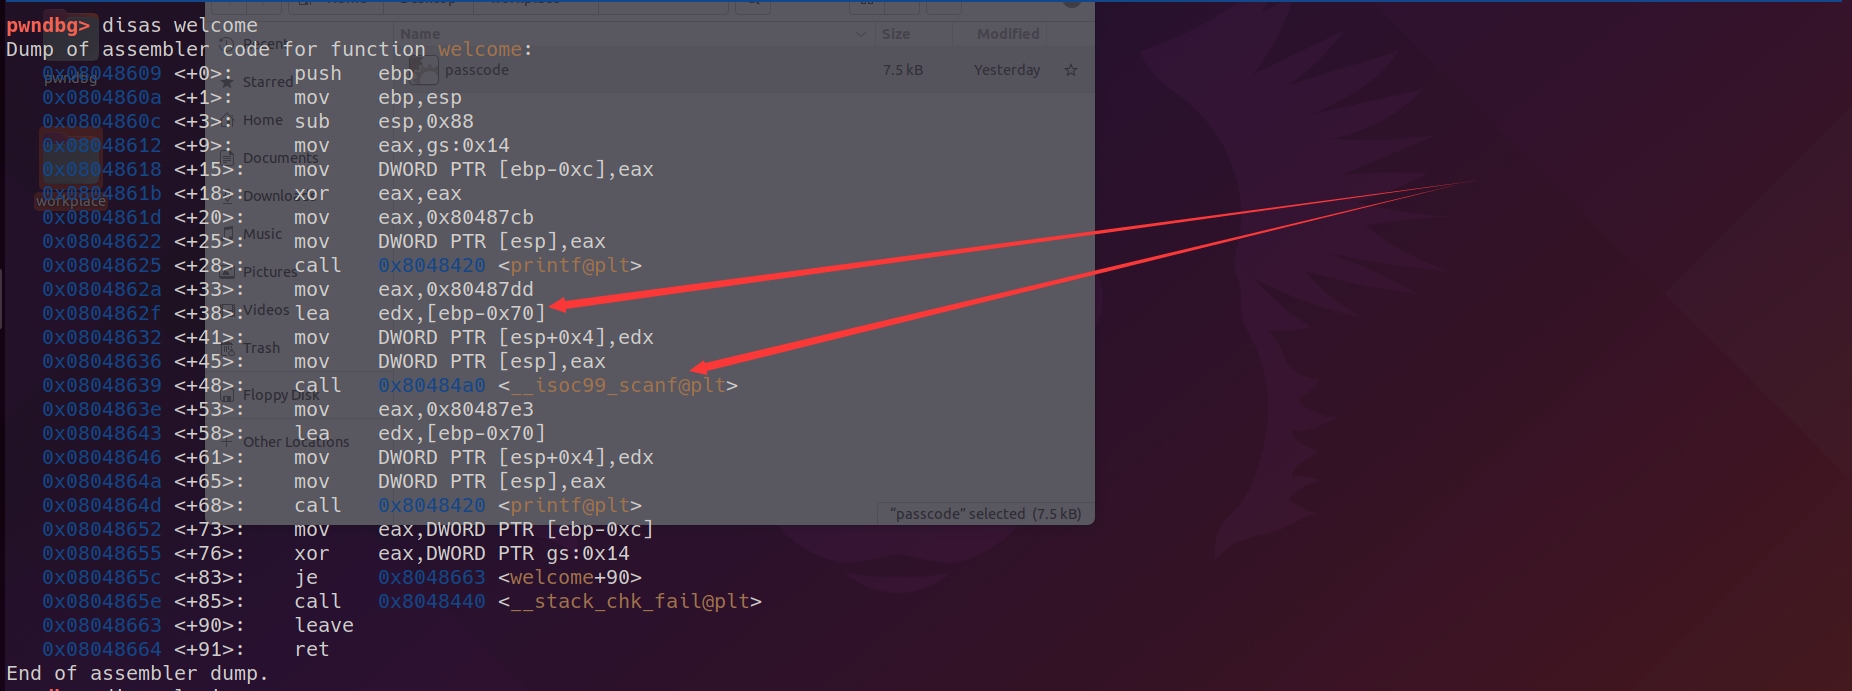 pwndbg> disas welcome
Dump of assembler code for function welcome:
0x08048609 <+0>: push ebp
0x0804860a <+1>: mov ebp,esp
0x0804860c <+3>: sub esp,0x88
0x08048612 <+9>: mov eax,gs:0x14
0x08048618 <+15>: mov DWORD PTR [ebp-0xc],eax
0x0804861b <+18>: xor eax,eax
0x0804861d <+20>: mov eax,0x80487cb
0x08048622 <+25>: mov DWORD PTR [esp],eax
0x08048625 <+28>: call 0x8048420 <printf@plt>
0x0804862a <+33>: mov eax,0x80487dd
0x0804862f <+38>: lea edx,[ebp-0x70]
0x08048632 <+41>: mov DWORD PTR [esp+0x4],edx
0x08048636 <+45>: mov DWORD PTR [esp],eax
0x08048639 <+48>: call 0x80484a0 <__isoc99_scanf@plt>
0x0804863e <+53>: mov eax,0x80487e3
0x08048643 <+58>: lea edx,[ebp-0x70]
0x08048646 <+61>: mov DWORD PTR [esp+0x4],edx
0x0804864a <+65>: mov DWORD PTR [esp],eax
0x0804864d <+68>: call 0x8048420 <printf@plt>
0x08048652 <+73>: mov eax,DWORD PTR [ebp-0xc]
0x08048655 <+76>: xor eax,DWORD PTR gs:0x14
0x0804865c <+83>: je 0x8048663 <welcome+90>
0x0804865e <+85>: call 0x8048440 <__stack_chk_fail@plt>
0x08048663 <+90>: leave
0x08048664 <+91>: ret
End of assembler dump.
Name Size Modified
passcode 7.5 kB Yesterday
Recent
Starred
Home
Documents
Downloads
Music
Pictures
Videos
Trash
Floppy Disk
Other Locations
“passcode” selected (7.5 kB)
pwndbg
workplace